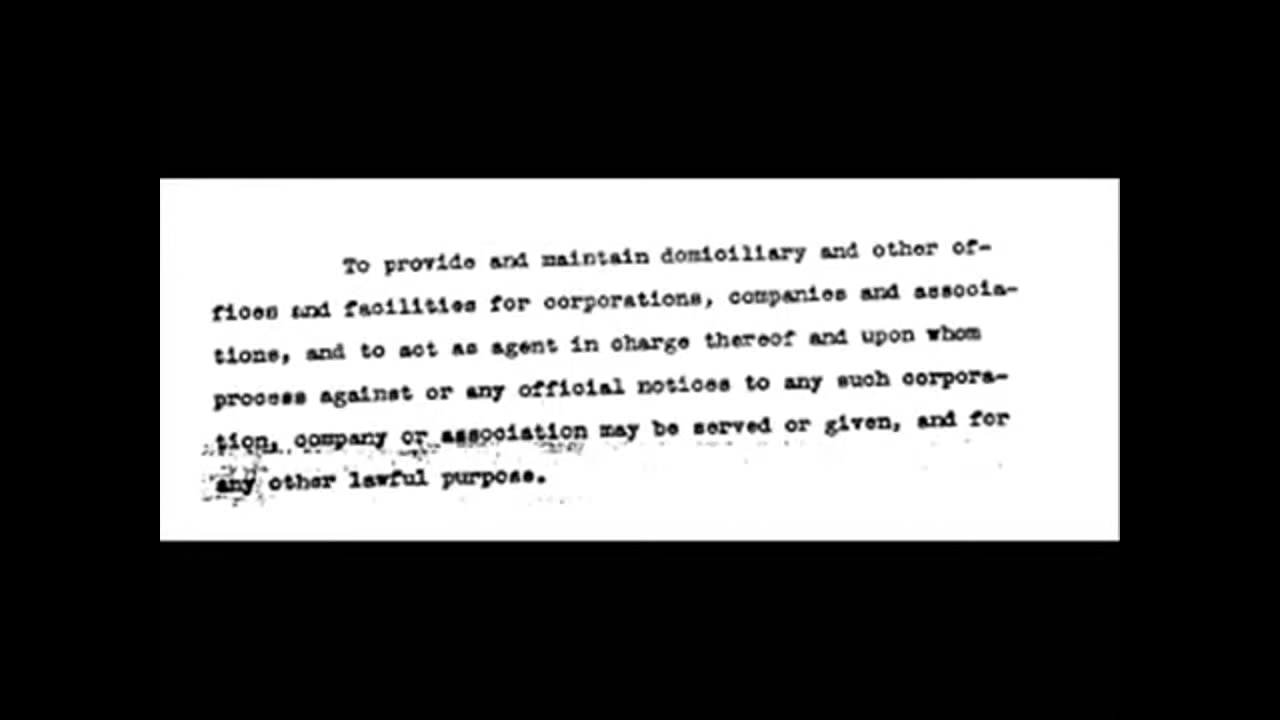 To provide and maintain domiciliary and other of-
fices and facilities for corporations, companies and associa-
tions, and to act as agent in charge thereof and upon whom
process against or any official notices to any such corpora-
tion, company or association may be served or given, and for
any other lawful purpose.